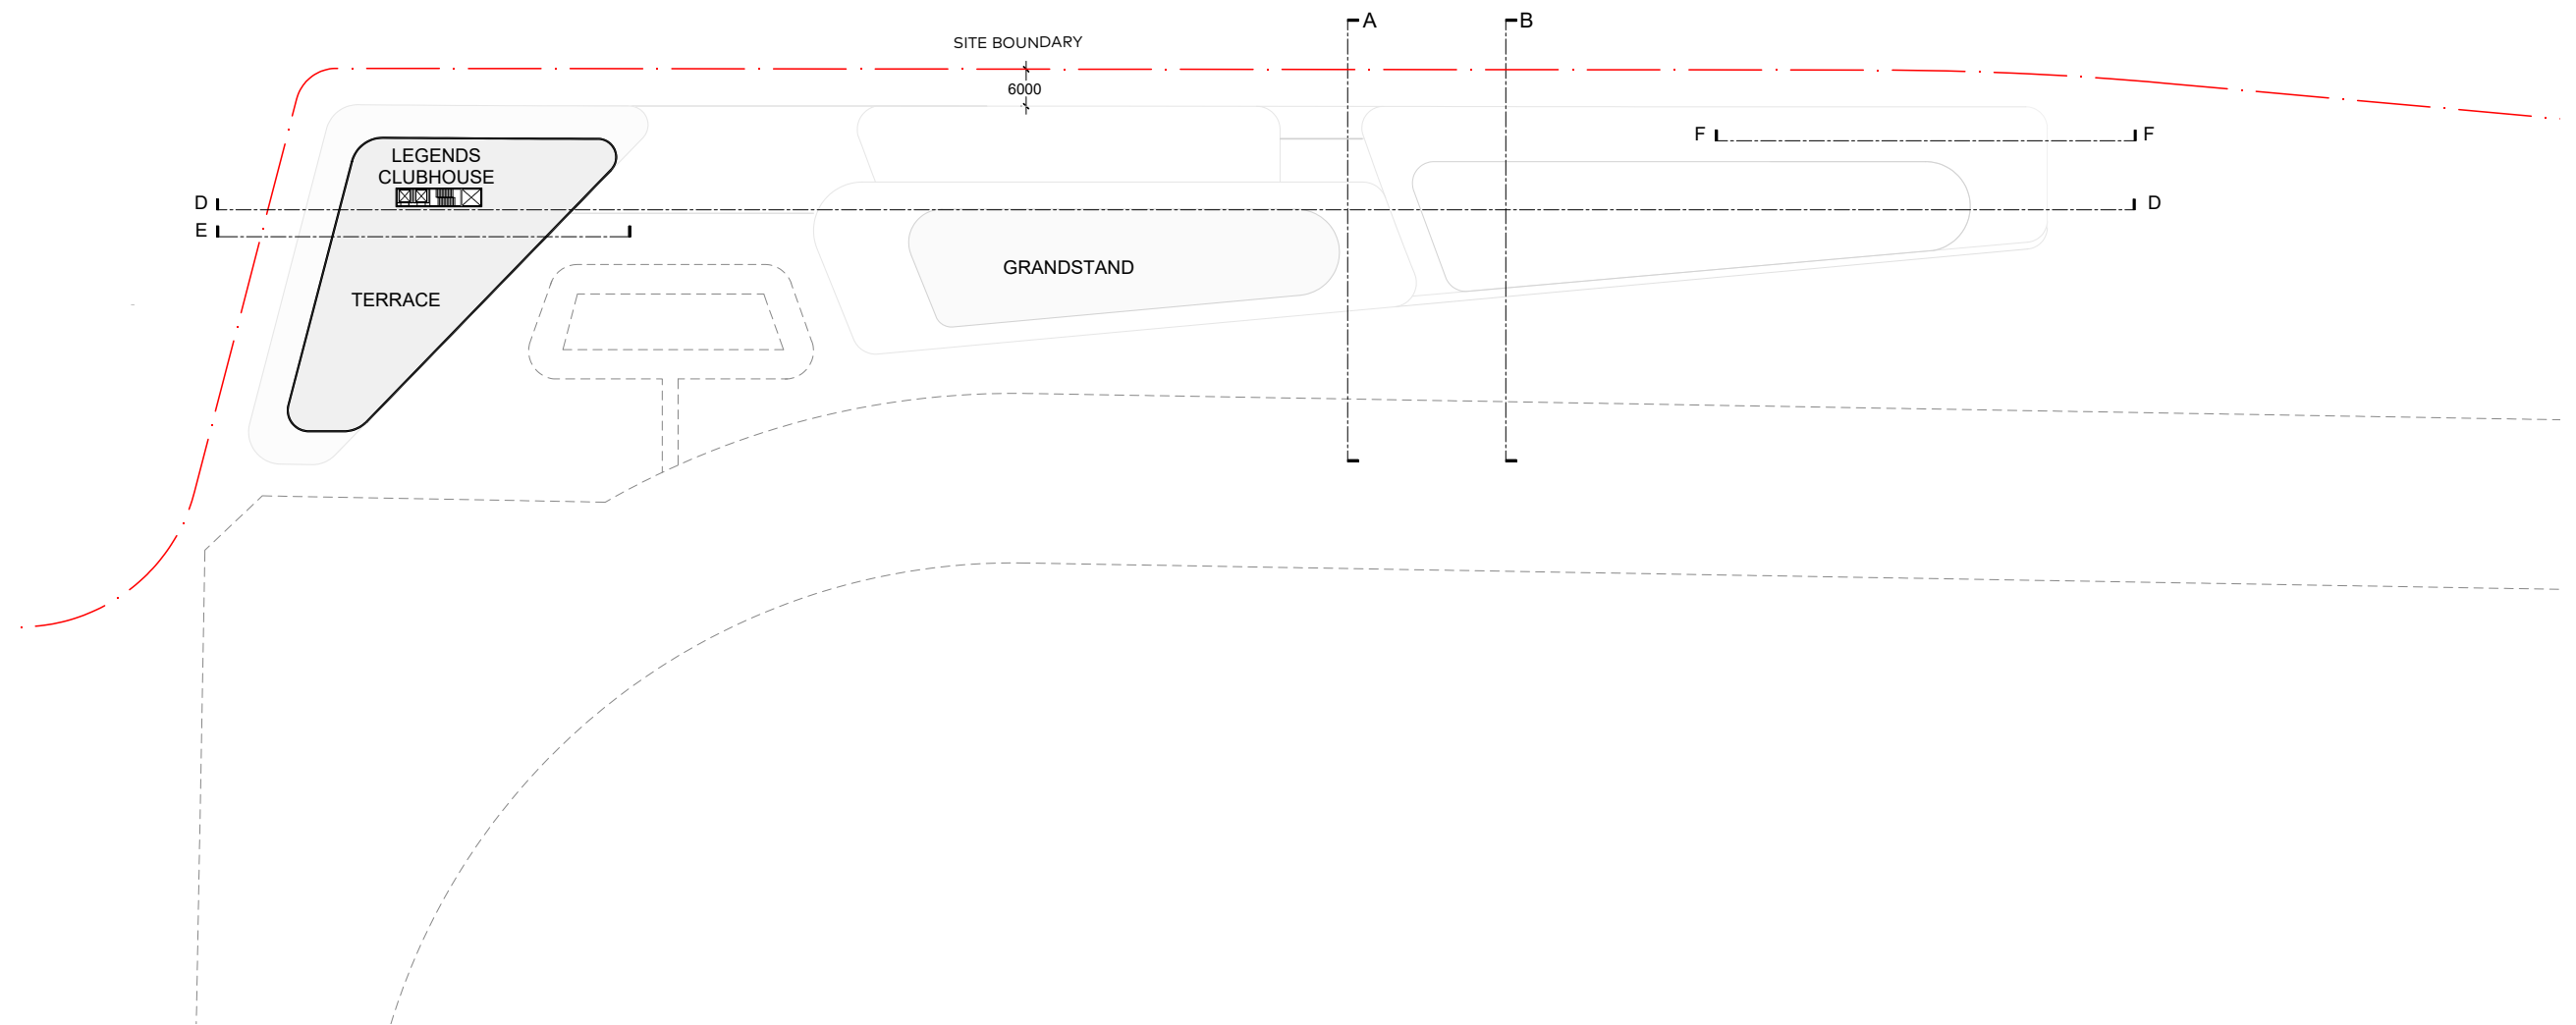 A
B
SITE BOUNDARY
6000
F
F
LEGENDS
CLUBHOUSE
D
D
E
GRANDSTAND
TERRACE